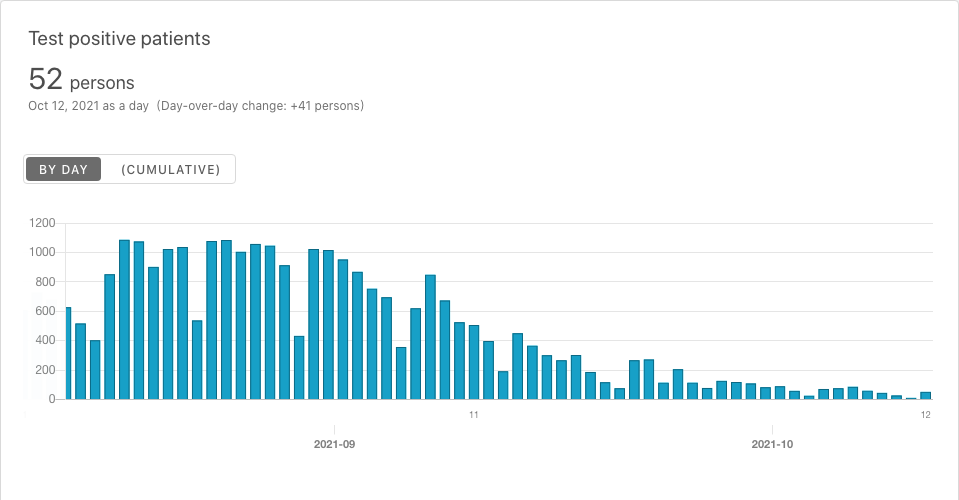 Test positive patients
52 persons
Oct 12, 2021 as a day (Day-over-day change: +41 persons)
BY DAY (CUMULATIVE)
1200
1000
800
600
400
200
0
11 12
2021-09 2021-10